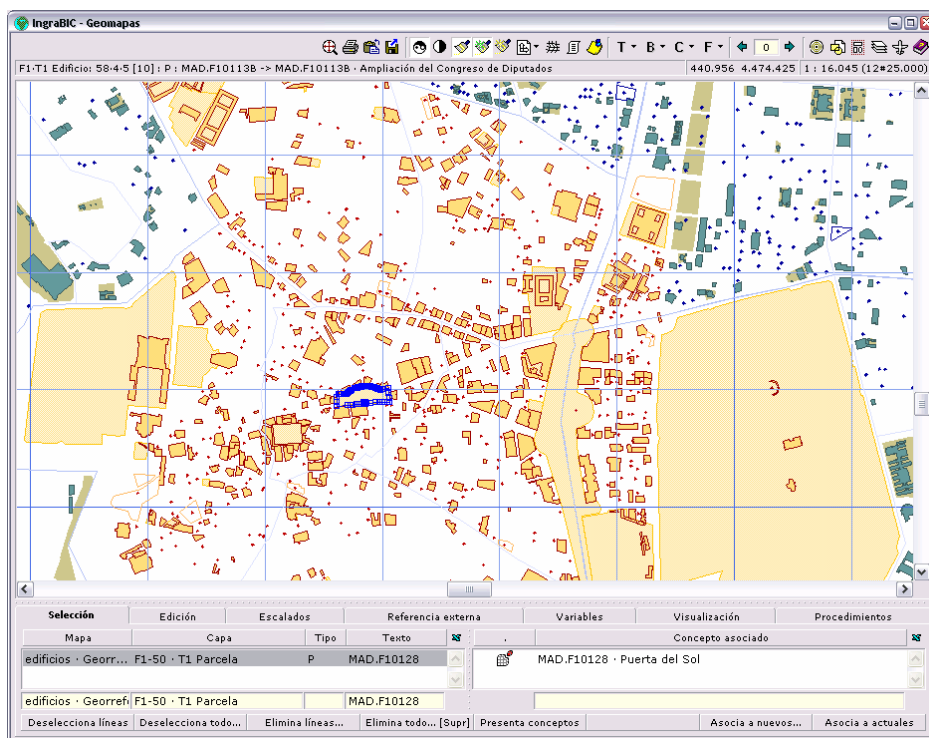 IngraBIC - Geomapas
T · B · C · F · 0
F1·T1 Edificio: 58-4-5 [10] : P : MAD.F10113B -> MAD.F10113B · Ampliación del Congreso de Diputados 440.956 4.474.425 1 : 16.045 (12#25.000)
Selección Edición Escalados Referencia externa Variables Visualización Procedimientos
Mapa Capa Tipo Texto . Concepto asociado
edificios · Georr... F1-50 · T1 Parcela P MAD.F10128 MAD.F10128 · Puerta del Sol
edificios · Georref F1-50 · T1 Parcela MAD.F10128
Deselecciona líneas Deselecciona todo... Elimina líneas... Elimina todo... [Supr] Presenta conceptos Asocia a nuevos... Asocia a actuales